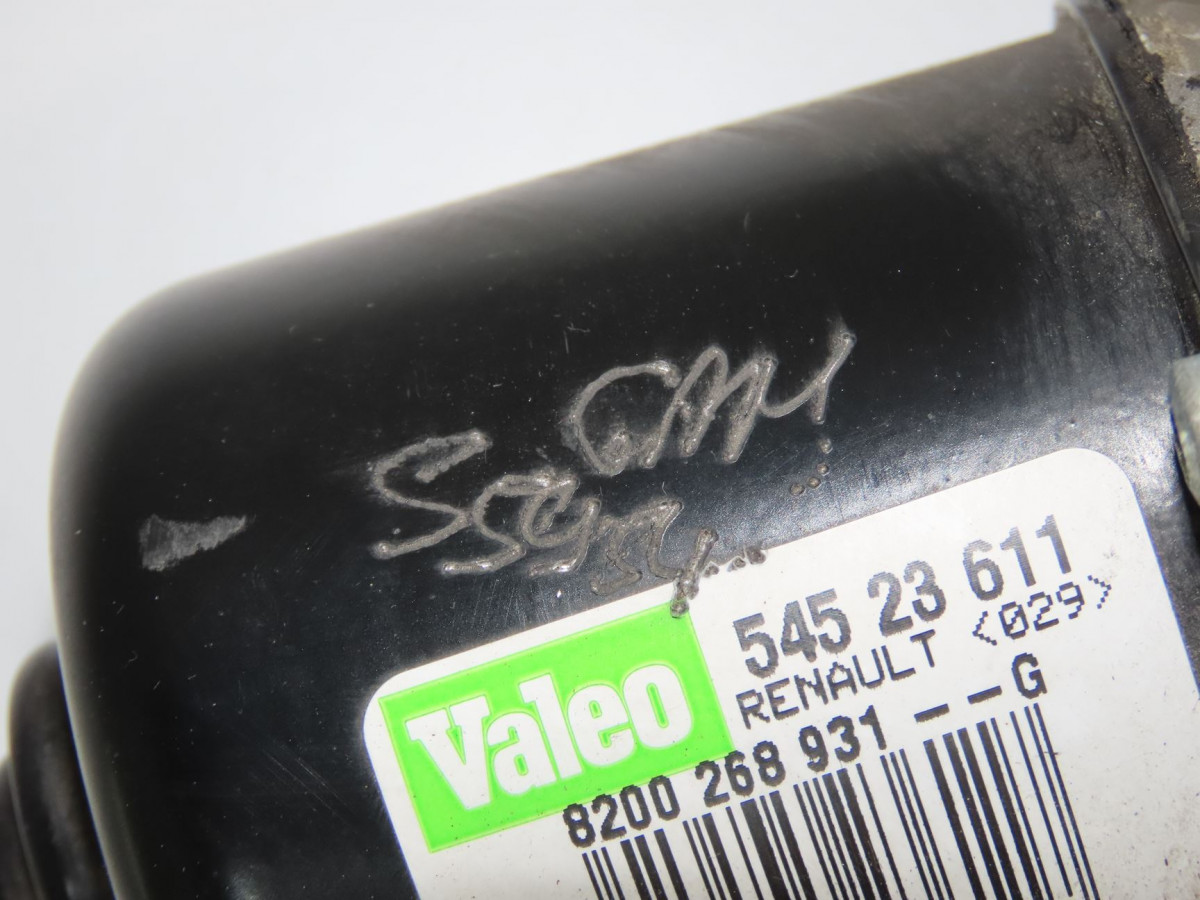 545 23 611
Valeo
RENAULT <029>
8200 268 931 --G